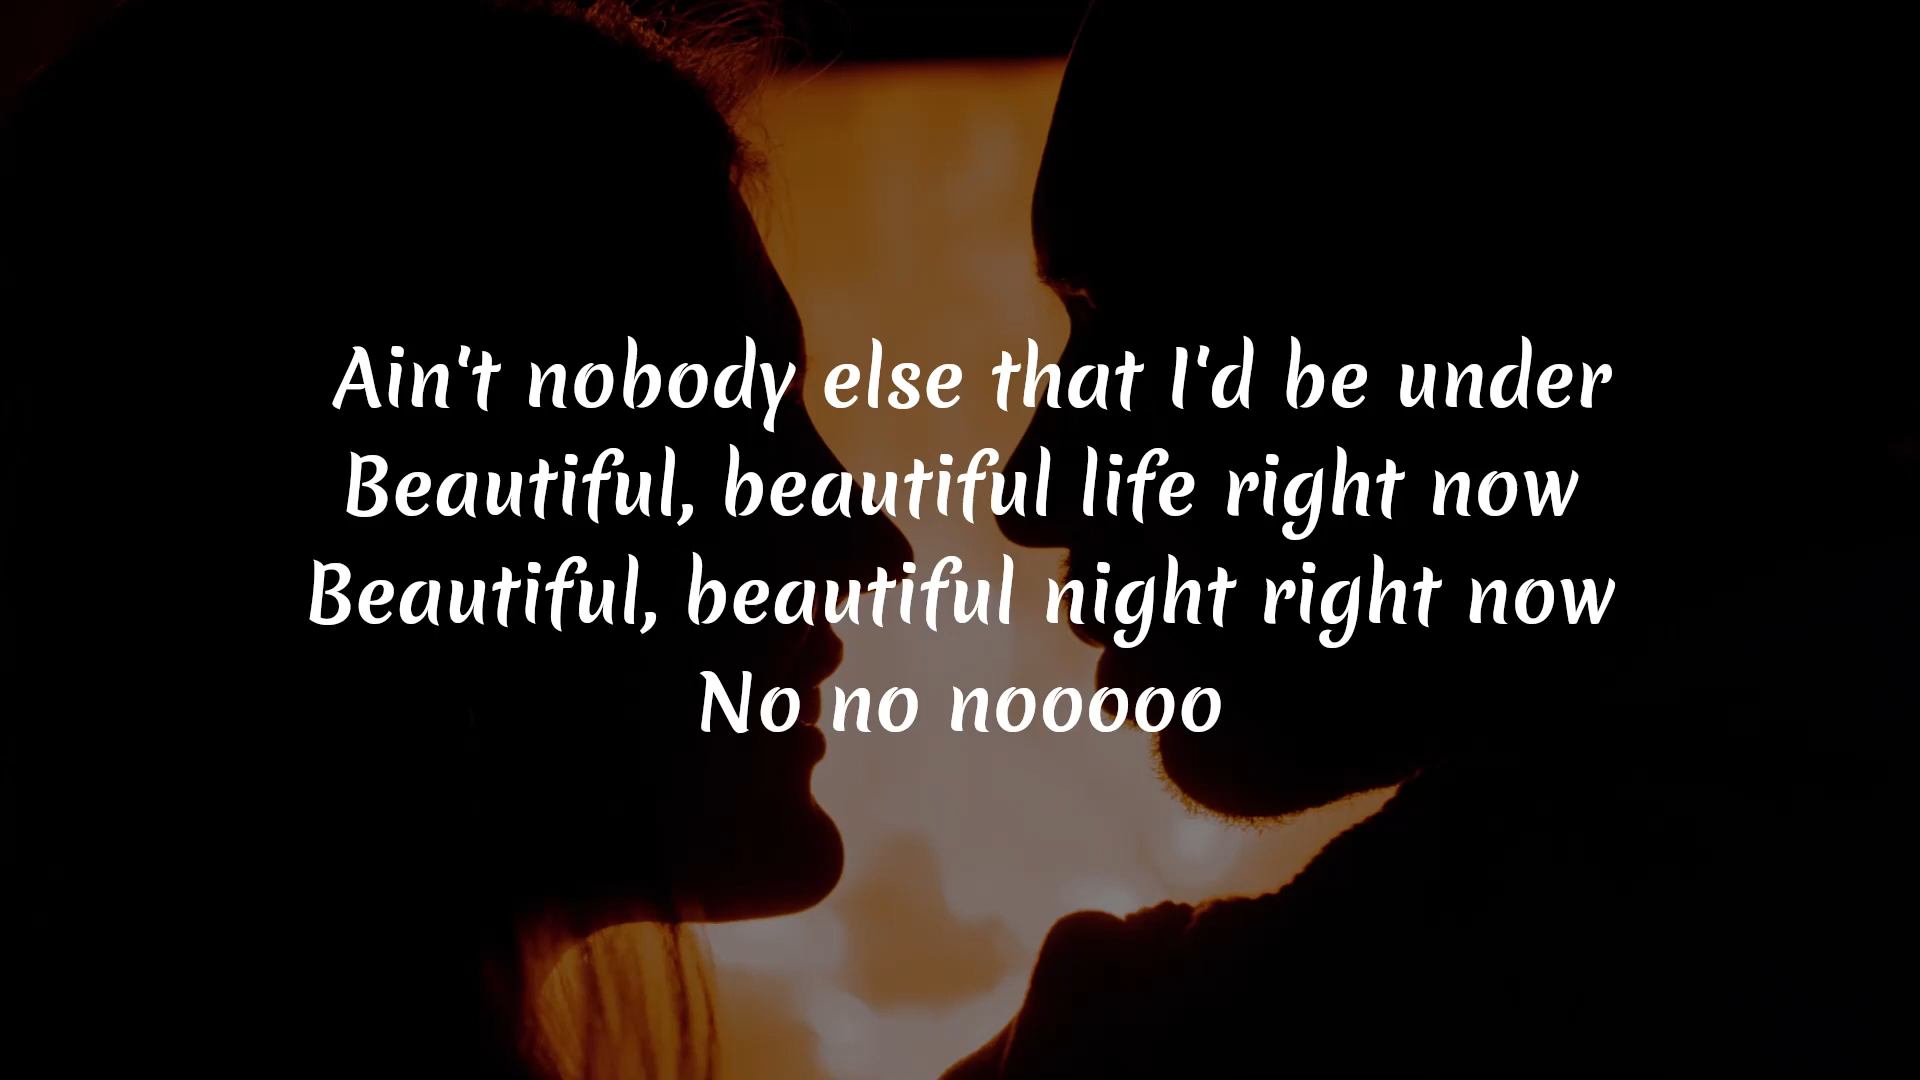 Ain't nobody else that I'd be under
Beautiful, beautiful life right now
Beautiful, beautiful night right now
No no nooooo